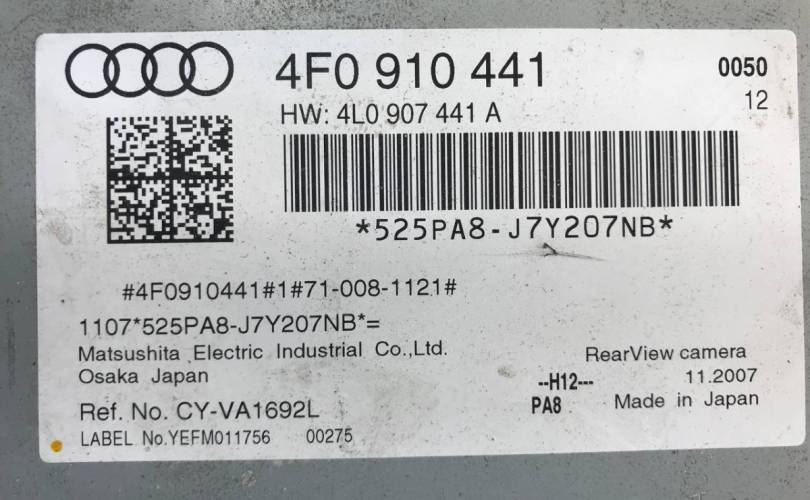 4F0 910 441
0050
12
HW: 4L0 907 441 A
*525PA8-J7Y207NB*
#4F0910441#1#71-008-1121#
1107*525PA8-J7Y207NB*=
Matsushita Electric Industrial Co.,Ltd.
Osaka Japan
RearView camera
--H12---
11.2007
PA8
Made in Japan
Ref. No. CY-VA1692L
LABEL No.YEFM011756 00275